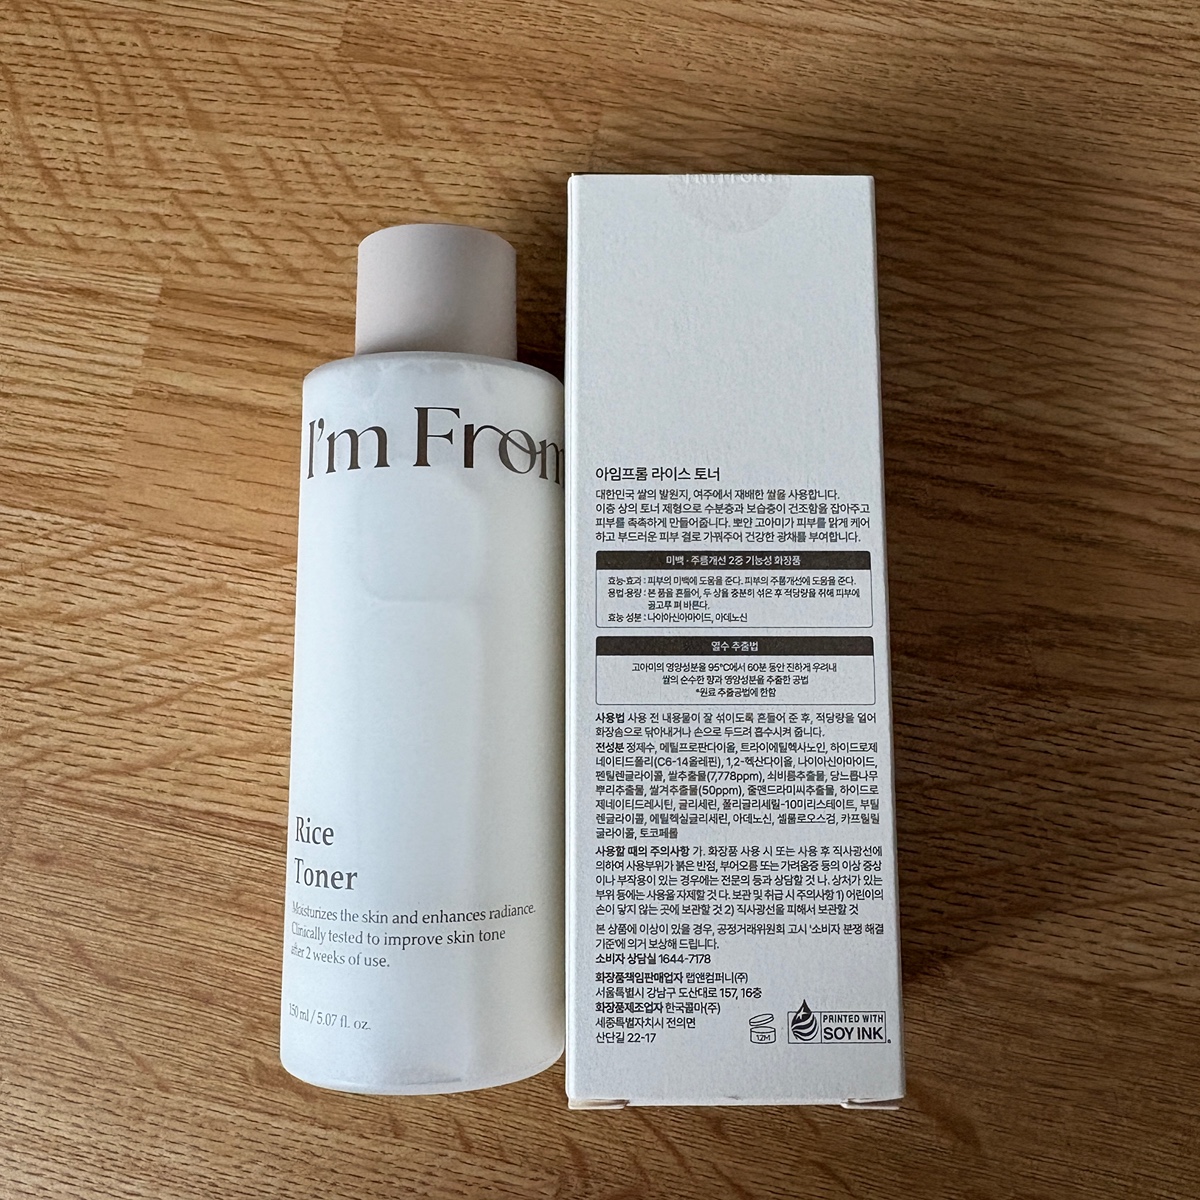 I'm From
Rice
Toner
Moisturizes the skin and enhances radiance.
Clinically tested to improve skin tone
after 2 weeks of use.
150 ml / 5.07 fl. oz.
아임프롬 라이스 토너
대한민국 쌀의 발원지, 여주에서 재배한 쌀을 사용합니다.
이층 상의 토너 제형으로 수분층과 보습층이 건조함을 잡아주고
피부를 촉촉하게 만들어줍니다. 뽀얀 고아미가 피부를 맑게 케어
하고 부드러운 피부 결로 가꿔주어 건강한 광채를 부여합니다.
미백 · 주름개선 2중 기능성 화장품
효능·효과 : 피부의 미백에 도움을 준다. 피부의 주름개선에 도움을 준다.
용법·용량 : 본 품을 흔들어, 두 상을 충분히 섞은 후 적당량을 취해 피부에
골고루 펴 바른다.
효능 성분 : 나이아신아마이드, 아데노신
열수 추출법
고아미의 영양성분을 95℃에서 60분 동안 진하게 우려내
쌀의 순수한 향과 영양성분을 추출한 공법
*원료 추출공법에 한함
사용법 사용 전 내용물이 잘 섞이도록 흔들어 준 후, 적당량을 덜어
화장솜으로 닦아내거나 손으로 두드려 흡수시켜 줍니다.
전성분 정제수, 메틸프로판다이올, 트라이에틸헥사노인, 하이드로제
네이티드폴리(C6-14올레핀), 1,2-헥산다이올, 나이아신아마이드,
펜틸렌글라이콜, 쌀추출물(7,778ppm), 쇠비름추출물, 당느릅나무
뿌리추출물, 쌀겨추출물(50ppm), 줄맨드라미씨추출물, 하이드로
제네이티드레시틴, 글리세린, 폴리글리세릴-10미리스테이트, 부틸
렌글라이콜, 에틸헥실글리세린, 아데노신, 셀룰로오스검, 카프릴릴
글라이콜, 토코페롤
사용할 때의 주의사항 가. 화장품 사용 시 또는 사용 후 직사광선에
의하여 사용부위가 붉은 반점, 부어오름 또는 가려움증 등의 이상 증상
이나 부작용이 있는 경우에는 전문의 등과 상담할 것 나. 상처가 있는
부위 등에는 사용을 자제할 것 다. 보관 및 취급 시 주의사항 1) 어린이의
손이 닿지 않는 곳에 보관할 것 2) 직사광선을 피해서 보관할 것
본 상품에 이상이 있을 경우, 공정거래위원회 고시 '소비자 분쟁 해결
기준'에 의거 보상해 드립니다.
소비자 상담실 1644-7178
화장품책임판매업자 랩앤컴퍼니(주)
서울특별시 강남구 도산대로 157, 16층
화장품제조업자 한국콜마(주)
세종특별자치시 전의면
산단길 22-17
12M
PRINTED WITH
SOY INK